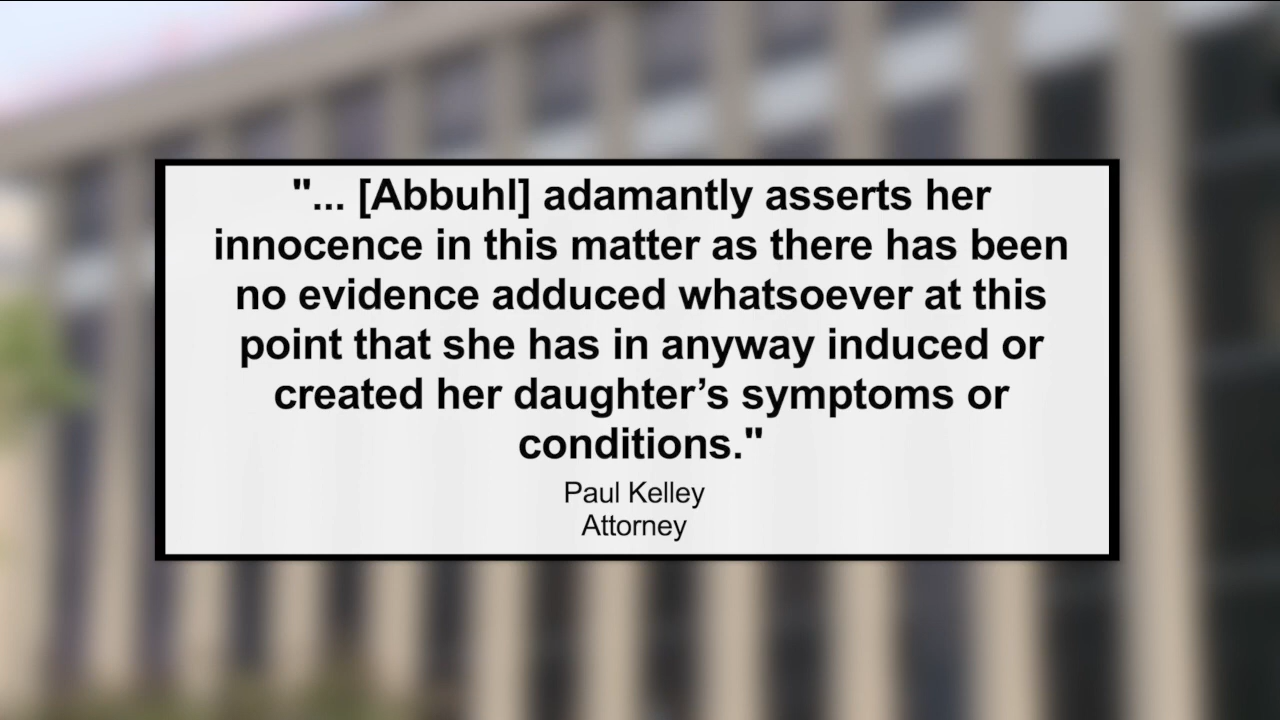 "... [Abbuhl] adamantly asserts her
innocence in this matter as there has been
no evidence adduced whatsoever at this
point that she has in anyway induced or
created her daughter’s symptoms or
conditions."
Paul Kelley
Attorney